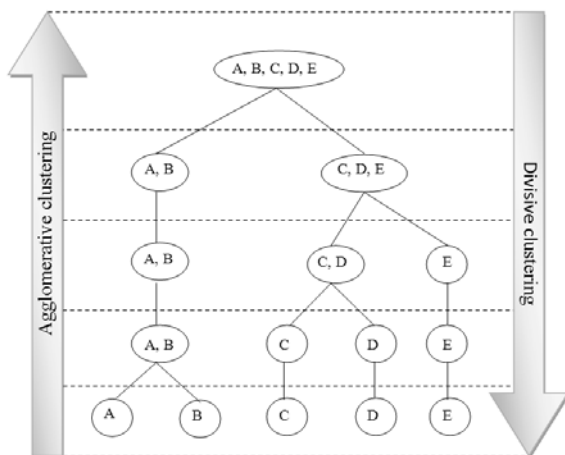 Agglomerative clustering
Divisive clustering
A, B, C, D, E
A, B
C, D, E
A, B
C, D
E
A, B
C
D
E
A
B
C
D
E